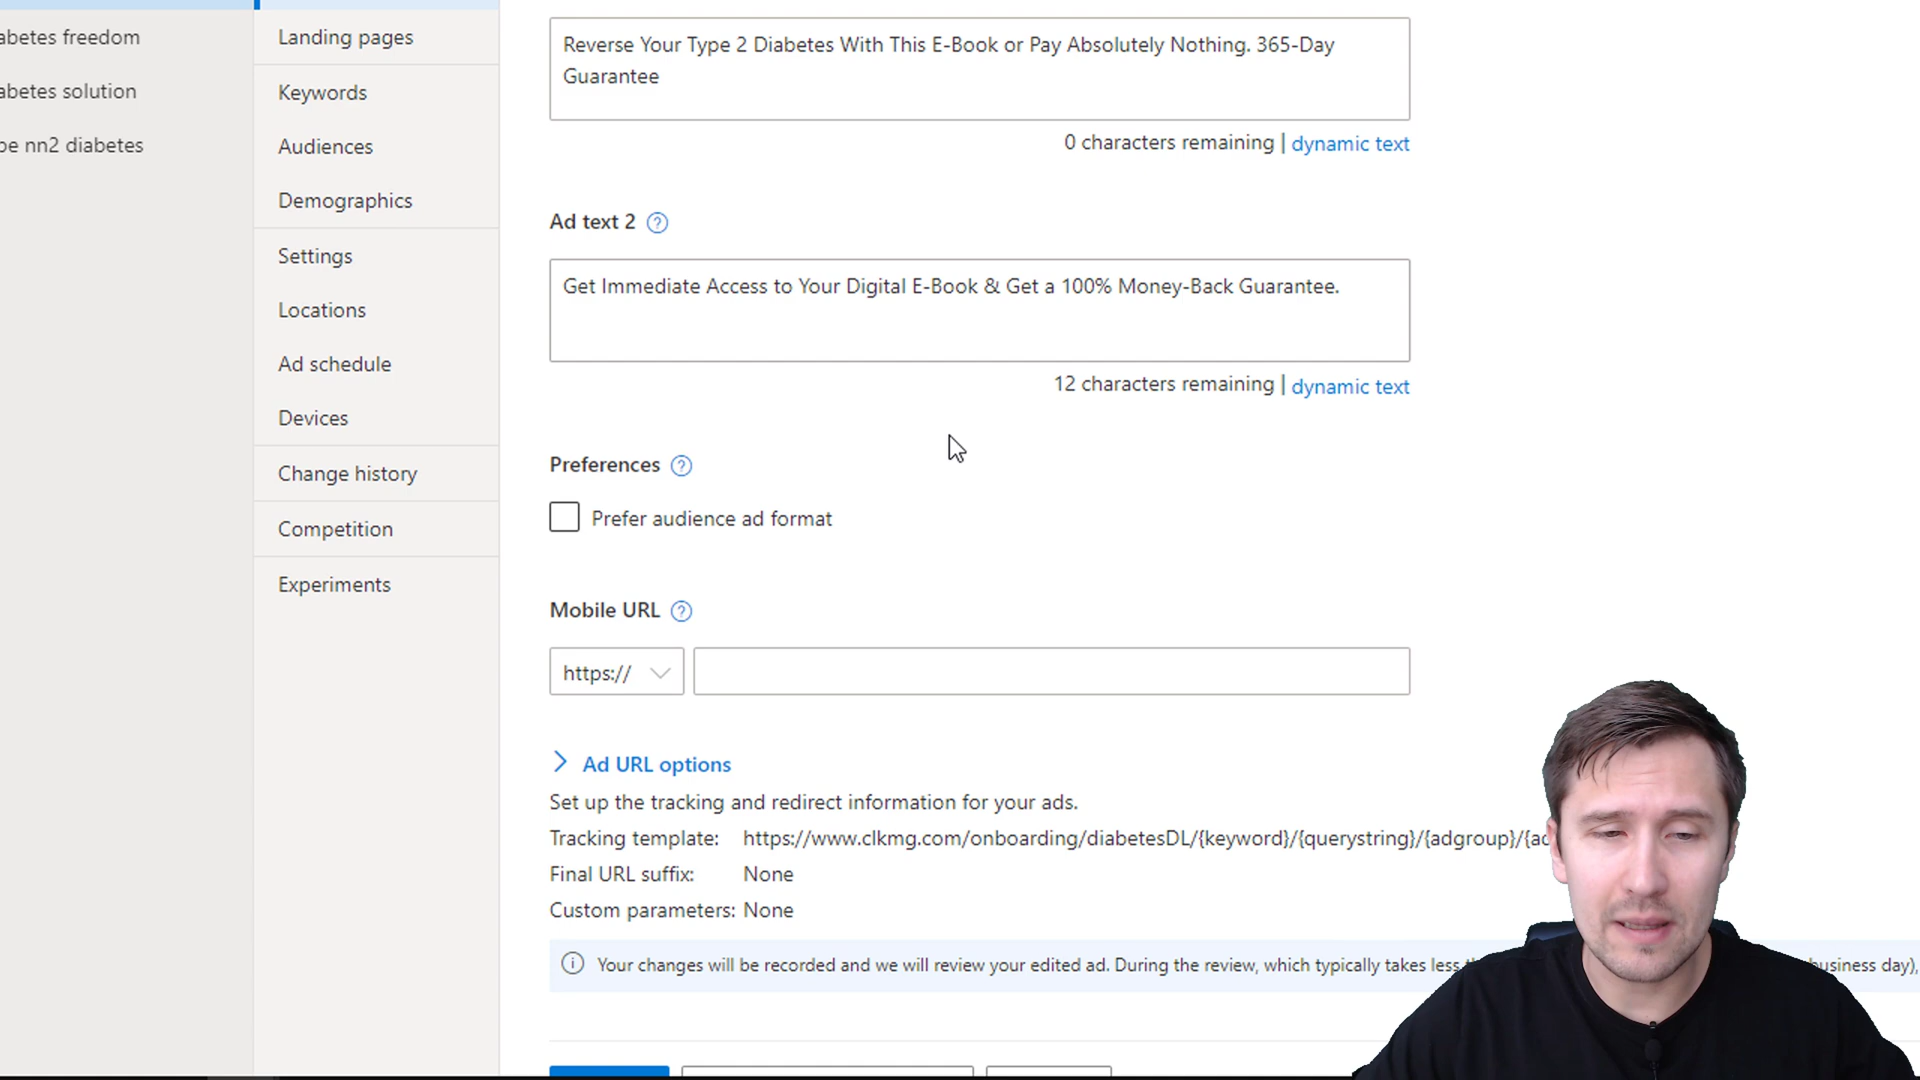 abetes freedom
abetes solution
pe nn2 diabetes
Landing pages
Keywords
Audiences
Demographics
Settings
Locations
Ad schedule
Devices
Change history
Competition
Experiments
Reverse Your Type 2 Diabetes With This E-Book or Pay Absolutely Nothing. 365-Day
Guarantee
0 characters remaining | dynamic text
Ad text 2 ?
Get Immediate Access to Your Digital E-Book & Get a 100% Money-Back Guarantee.
12 characters remaining | dynamic text
Preferences ?
Prefer audience ad format
Mobile URL ?
https://
Ad URL options
Set up the tracking and redirect information for your ads.
Tracking template: https://www.clkmg.com/onboarding/diabetesDL/{keyword}/{querystring}/{adgroup}/{ad
Final URL suffix: None
Custom parameters: None
Your changes will be recorded and we will review your edited ad. During the review, which typically takes less business day),